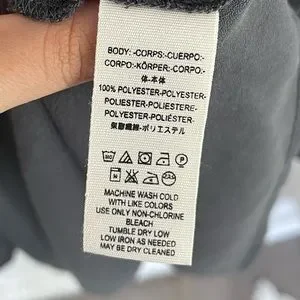 BODY:-CORPS:-CUERPO:-
CORPO:-KÖRPER:-CORPO.-
体-本体
100% POLYESTER-POLYESTER-
POLIESTER-POLIESTERE-
POLYESTER-POLIÉSTER-
聚酯纖維-ポリエステル
MACHINE WASH COLD
WITH LIKE COLORS
USE ONLY NON-CHLORINE
BLEACH
TUMBLE DRY LOW
LOW IRON AS NEEDED
MAY BE DRY CLEANED